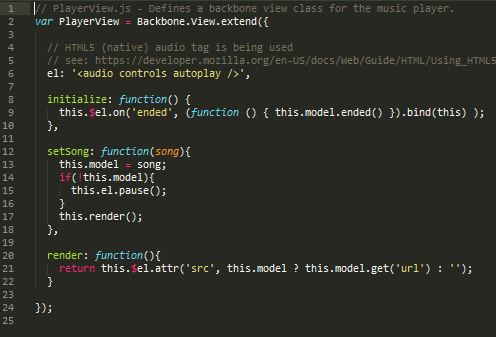 1 // PlayerView.js - Defines a backbone view class for the music player.
2 var PlayerView = Backbone.View.extend({
3
4   // HTML5 (native) audio tag is being used
5   // see: https://developer.mozilla.org/en-US/docs/Web/Guide/HTML/Using_HTML5
6   el: '<audio controls autoplay />',
7
8   initialize: function() {
9     this.$el.on('ended', (function () { this.model.ended() }).bind(this) );
10   },
11
12   setSong: function(song){
13     this.model = song;
14     if(!this.model){
15       this.el.pause();
16     }
17     this.render();
18   },
19
20   render: function(){
21     return this.$el.attr('src', this.model ? this.model.get('url') : '');
22   }
23
24 });
25